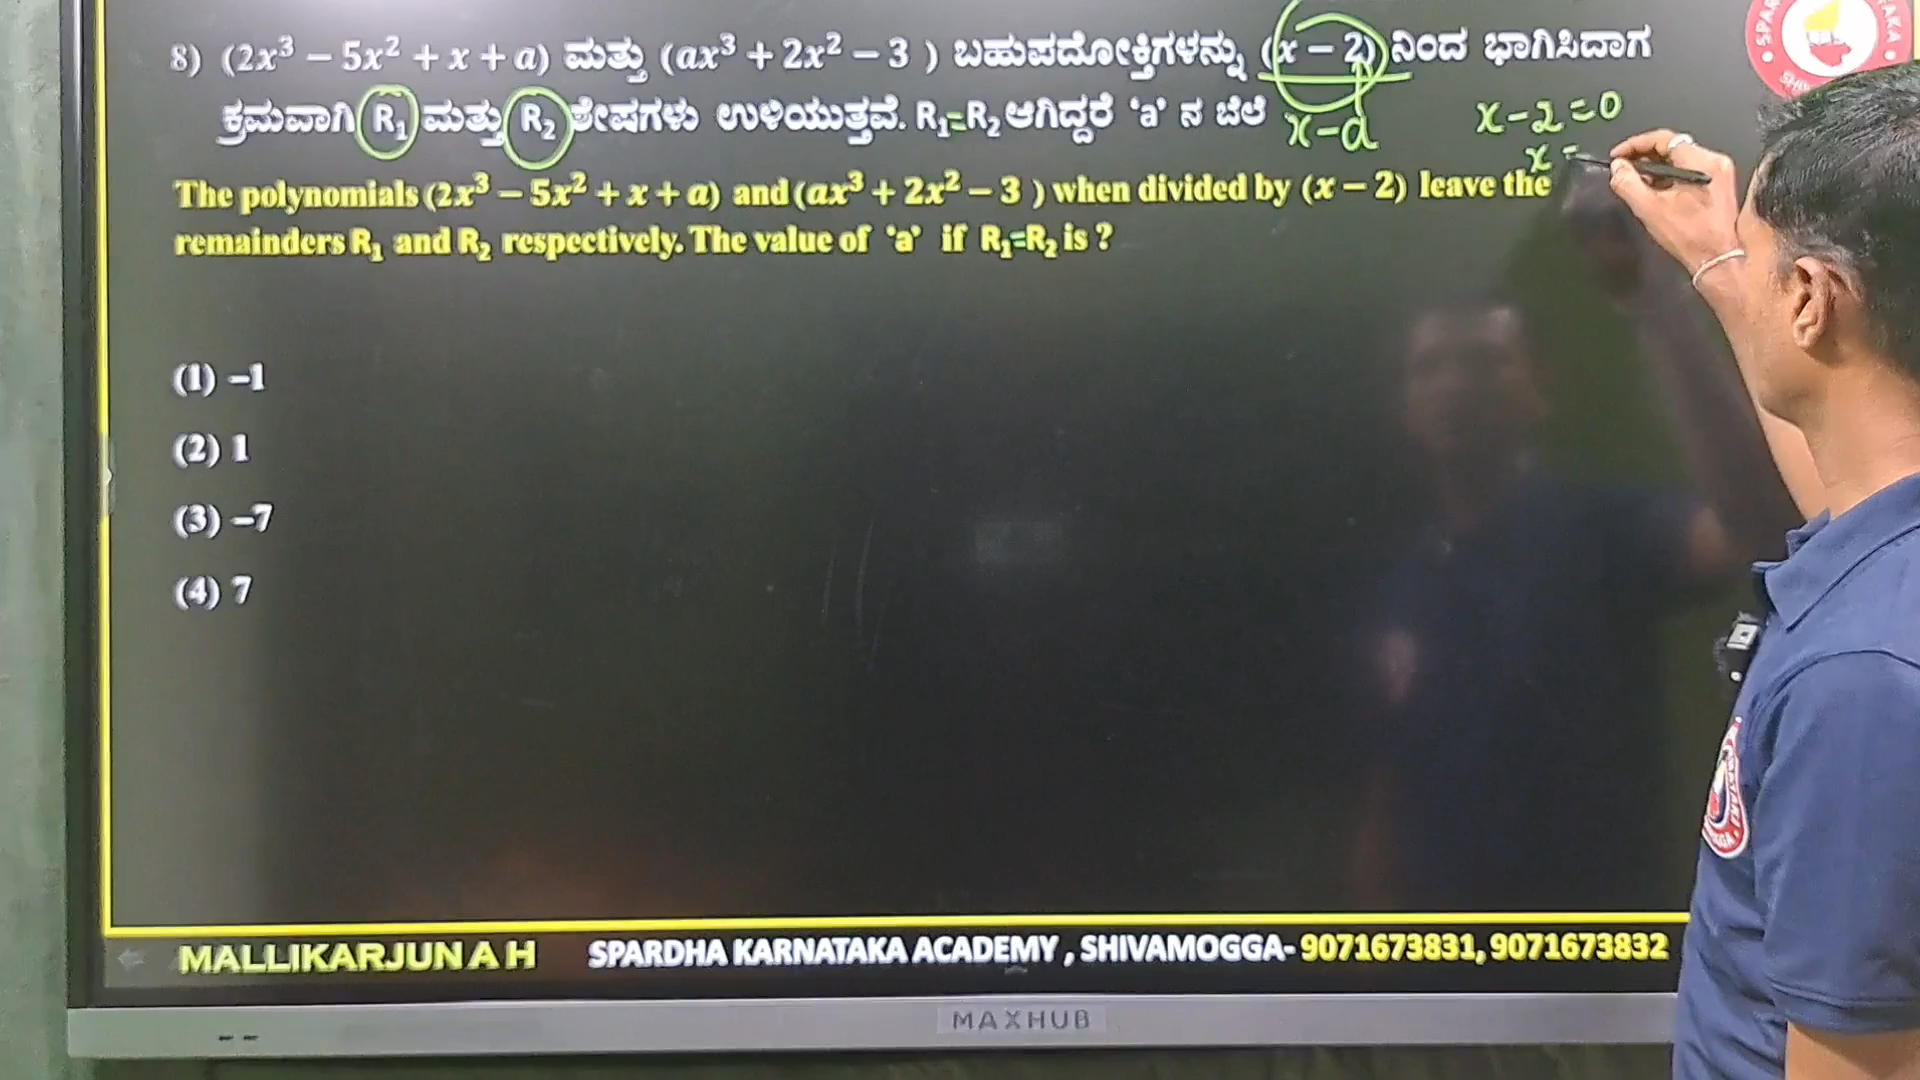 8) (2x³ – 5x² + x + a) ಮತ್ತು (ax³ + 2x² – 3 ) ಬಹುಪದೋಕ್ತಿಗಳನ್ನು (x – 2) ನಿಂದ ಭಾಗಿಸಿದಾಗ
ಕ್ರಮವಾಗಿ R₁ ಮತ್ತು R₂ ಶೇಷಗಳು ಉಳಿಯುತ್ತವೆ. R₁=R₂ ಆಗಿದ್ದರೆ ‘a’ ನ ಬೆಲೆ
x-a
x-2=0
x=
The polynomials (2x³ – 5x² + x + a) and (ax³ + 2x² – 3 ) when divided by (x – 2) leave the
remainders R₁ and R₂ respectively. The value of ‘a’ if R₁=R₂ is ?
(1) –1
(2) 1
(3) –7
(4) 7
MALLIKARJUN A H SPARDHA KARNATAKA ACADEMY , SHIVAMOGGA- 9071673831, 9071673832
MAXHUB